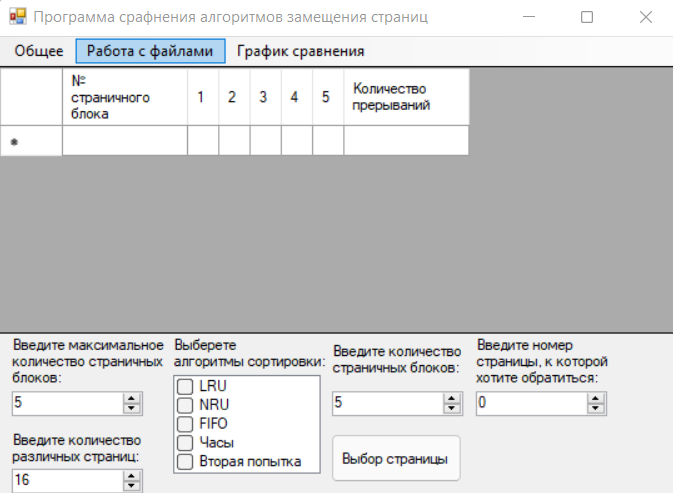 Программа срафнения алгоритмов замещения страниц
Общее Работа с файлами График сравнения
№
страничного
блока
1 2 3 4 5
Количество
прерываний
*
Введите максимальное
количество страничных
блоков:
5
Введите количество
различных страниц:
16
Выберете
алгоритмы сортировки:
LRU
NRU
FIFO
Часы
Вторая попытка
Введите количество
страничных блоков:
5
Выбор страницы
Введите номер
страницы, к которой
хотите обратиться:
0